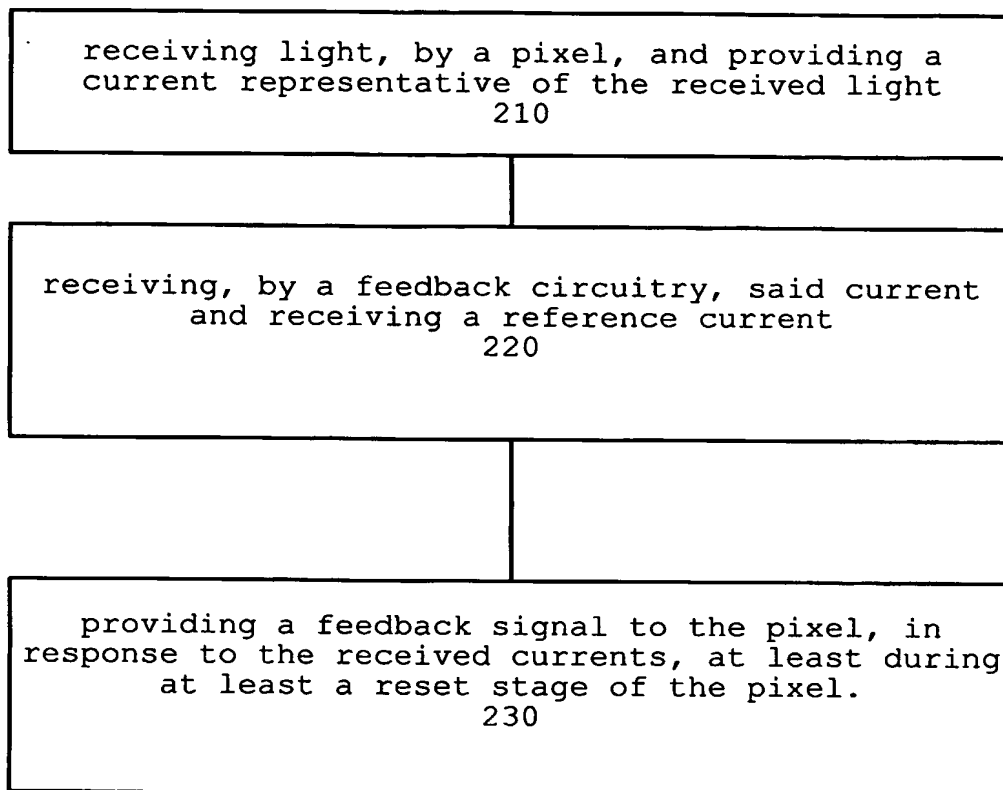 receiving light, by a pixel, and providing a
current representative of the received light
210
receiving, by a feedback circuitry, said current
and receiving a reference current
220
providing a feedback signal to the pixel, in
response to the received currents, at least during
at least a reset stage of the pixel.
230